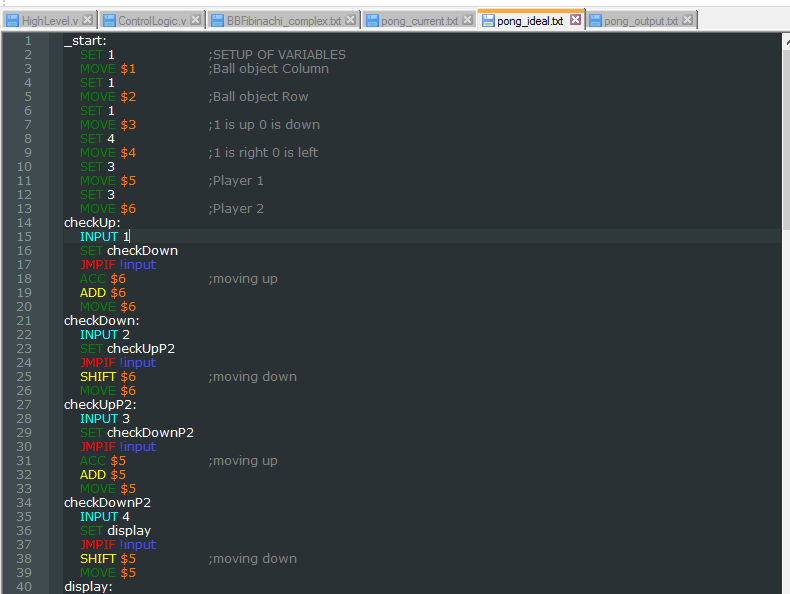 HighLevel.v ControlLogic.v BBFibinachi_complex.txt pong_current.txt pong_ideal.txt pong_output.txt
1 _start:
2 SET 1 ;SETUP OF VARIABLES
3 MOVE $1 ;Ball object Column
4 SET 1
5 MOVE $2 ;Ball object Row
6 SET 1
7 MOVE $3 ;1 is up 0 is down
8 SET 4
9 MOVE $4 ;1 is right 0 is left
10 SET 3
11 MOVE $5 ;Player 1
12 SET 3
13 MOVE $6 ;Player 2
14 checkUp:
15 INPUT 1
16 SET checkDown
17 JMPIF !input
18 ACC $6 ;moving up
19 ADD $6
20 MOVE $6
21 checkDown:
22 INPUT 2
23 SET checkUpP2
24 JMPIF !input
25 SHIFT $6 ;moving down
26 MOVE $6
27 checkUpP2:
28 INPUT 3
29 SET checkDownP2
30 JMPIF !input
31 ACC $5 ;moving up
32 ADD $5
33 MOVE $5
34 checkDownP2
35 INPUT 4
36 SET display
37 JMPIF !input
38 SHIFT $5 ;moving down
39 MOVE $5
40 display: